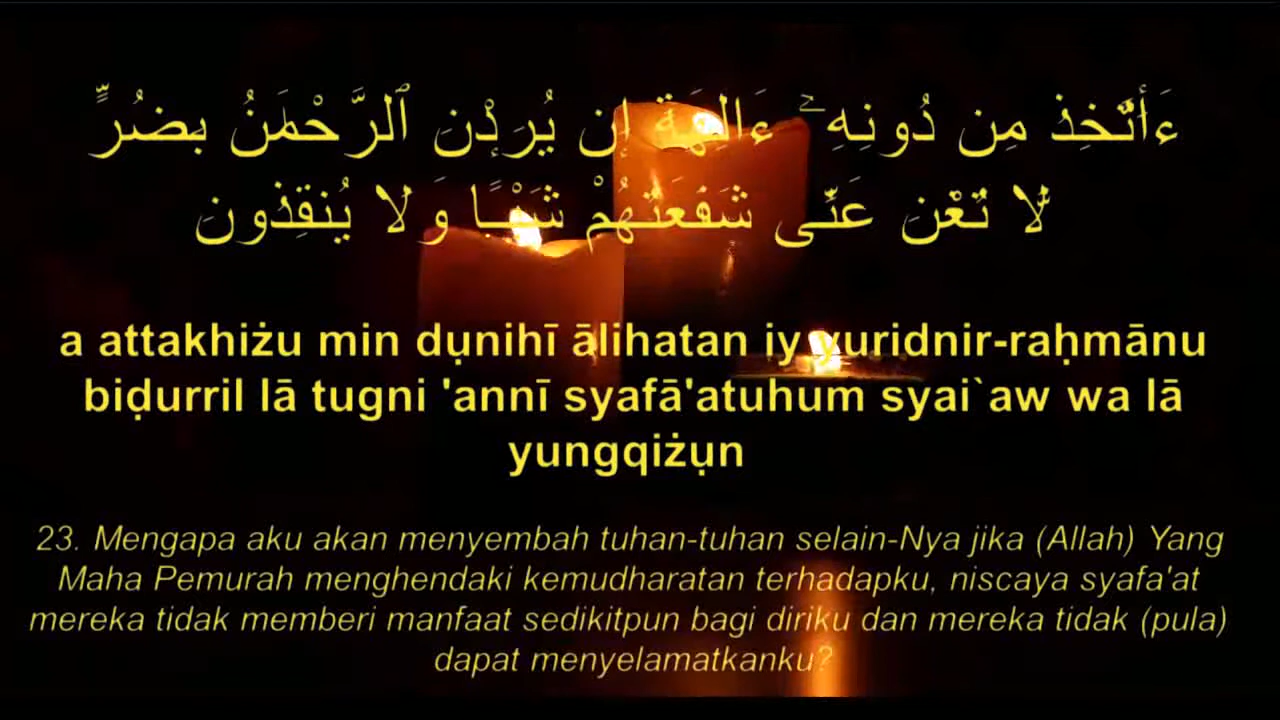 ءَأَتَّخِذُ مِن دُونِهِۦٓ ءَالِهَةً إِن يُرِدْنِ ٱلرَّحْمَٰنُ بِضُرٍّ
لَّا تُغْنِ عَنِّى شَفَٰعَتُهُمْ شَيْـًٔا وَلَا يُنقِذُونِ
a attakhiżu min dụnihī ālihatan iy yuridnir-raḥmānu
biḍurril lā tugni 'annī syafā'atuhum syai`aw wa lā
yungqiżụn
23. Mengapa aku akan menyembah tuhan-tuhan selain-Nya jika (Allah) Yang
Maha Pemurah menghendaki kemudharatan terhadapku, niscaya syafa'at
mereka tidak memberi manfaat sedikitpun bagi diriku dan mereka tidak (pula)
dapat menyelamatkanku?